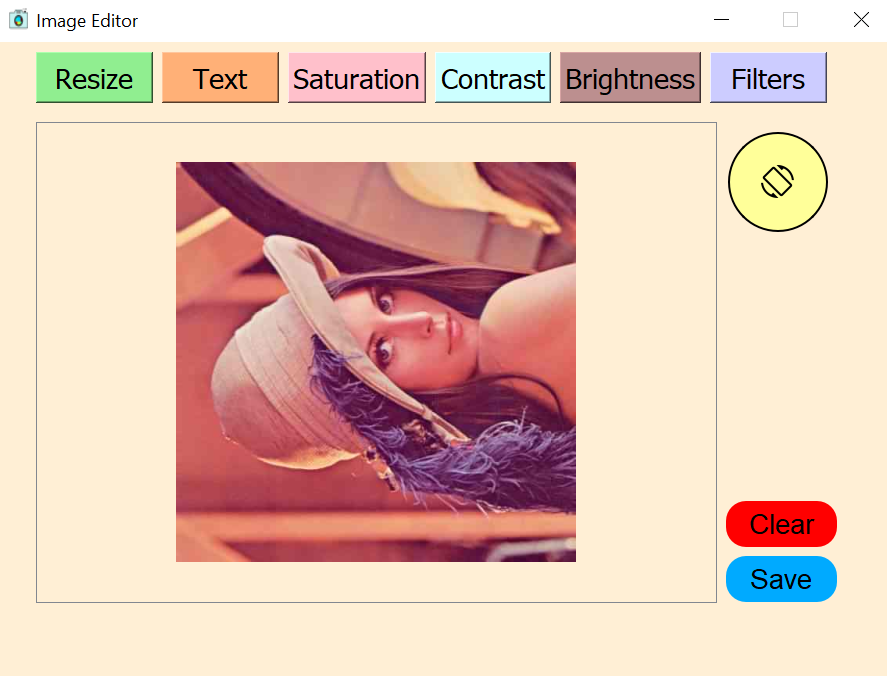 Image Editor
Resize Text Saturation Contrast Brightness Filters
Clear
Save